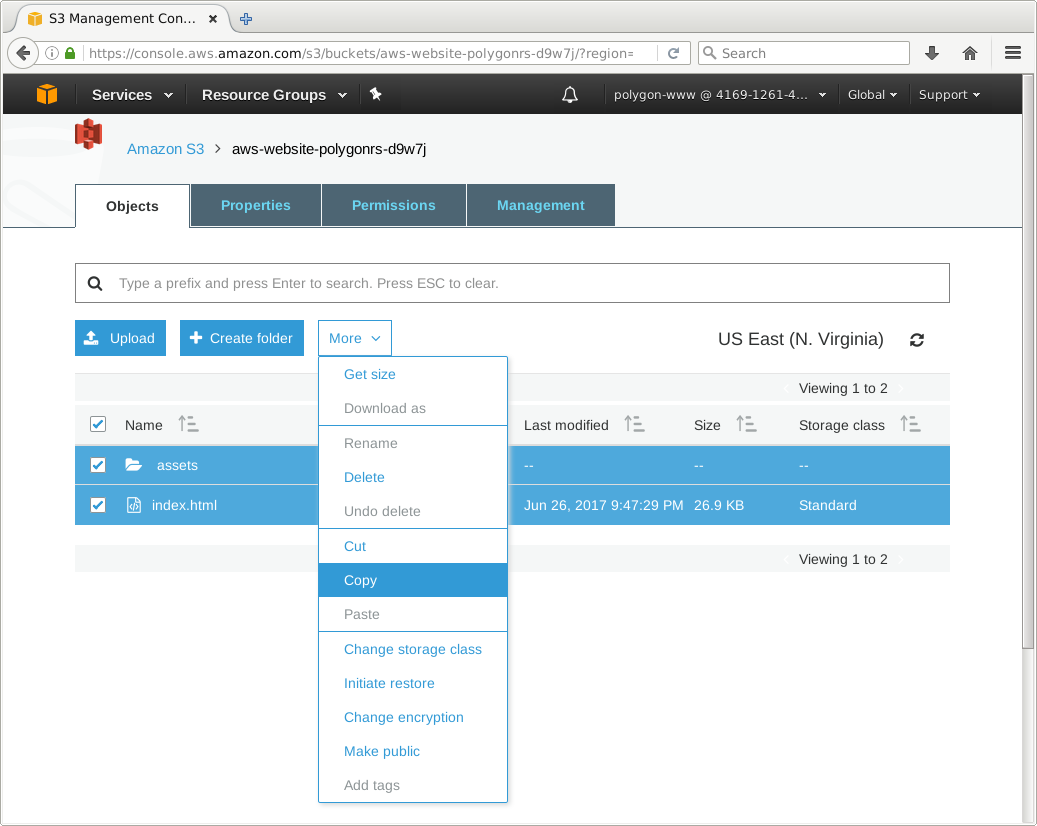 S3 Management Con...
https://console.aws.amazon.com/s3/buckets/aws-website-polygonrs-d9w7j/?region=
Search
Services
Resource Groups
polygon-www @ 4169-1261-4...
Global
Support
Amazon S3 > aws-website-polygonrs-d9w7j
Objects
Properties
Permissions
Management
Type a prefix and press Enter to search. Press ESC to clear.
Upload
Create folder
More
US East (N. Virginia)
Viewing 1 to 2
Name
Last modified
Size
Storage class
assets
--
--
--
index.html
Jun 26, 2017 9:47:29 PM
26.9 KB
Standard
Viewing 1 to 2
Get size
Download as
Rename
Delete
Undo delete
Cut
Copy
Paste
Change storage class
Initiate restore
Change encryption
Make public
Add tags